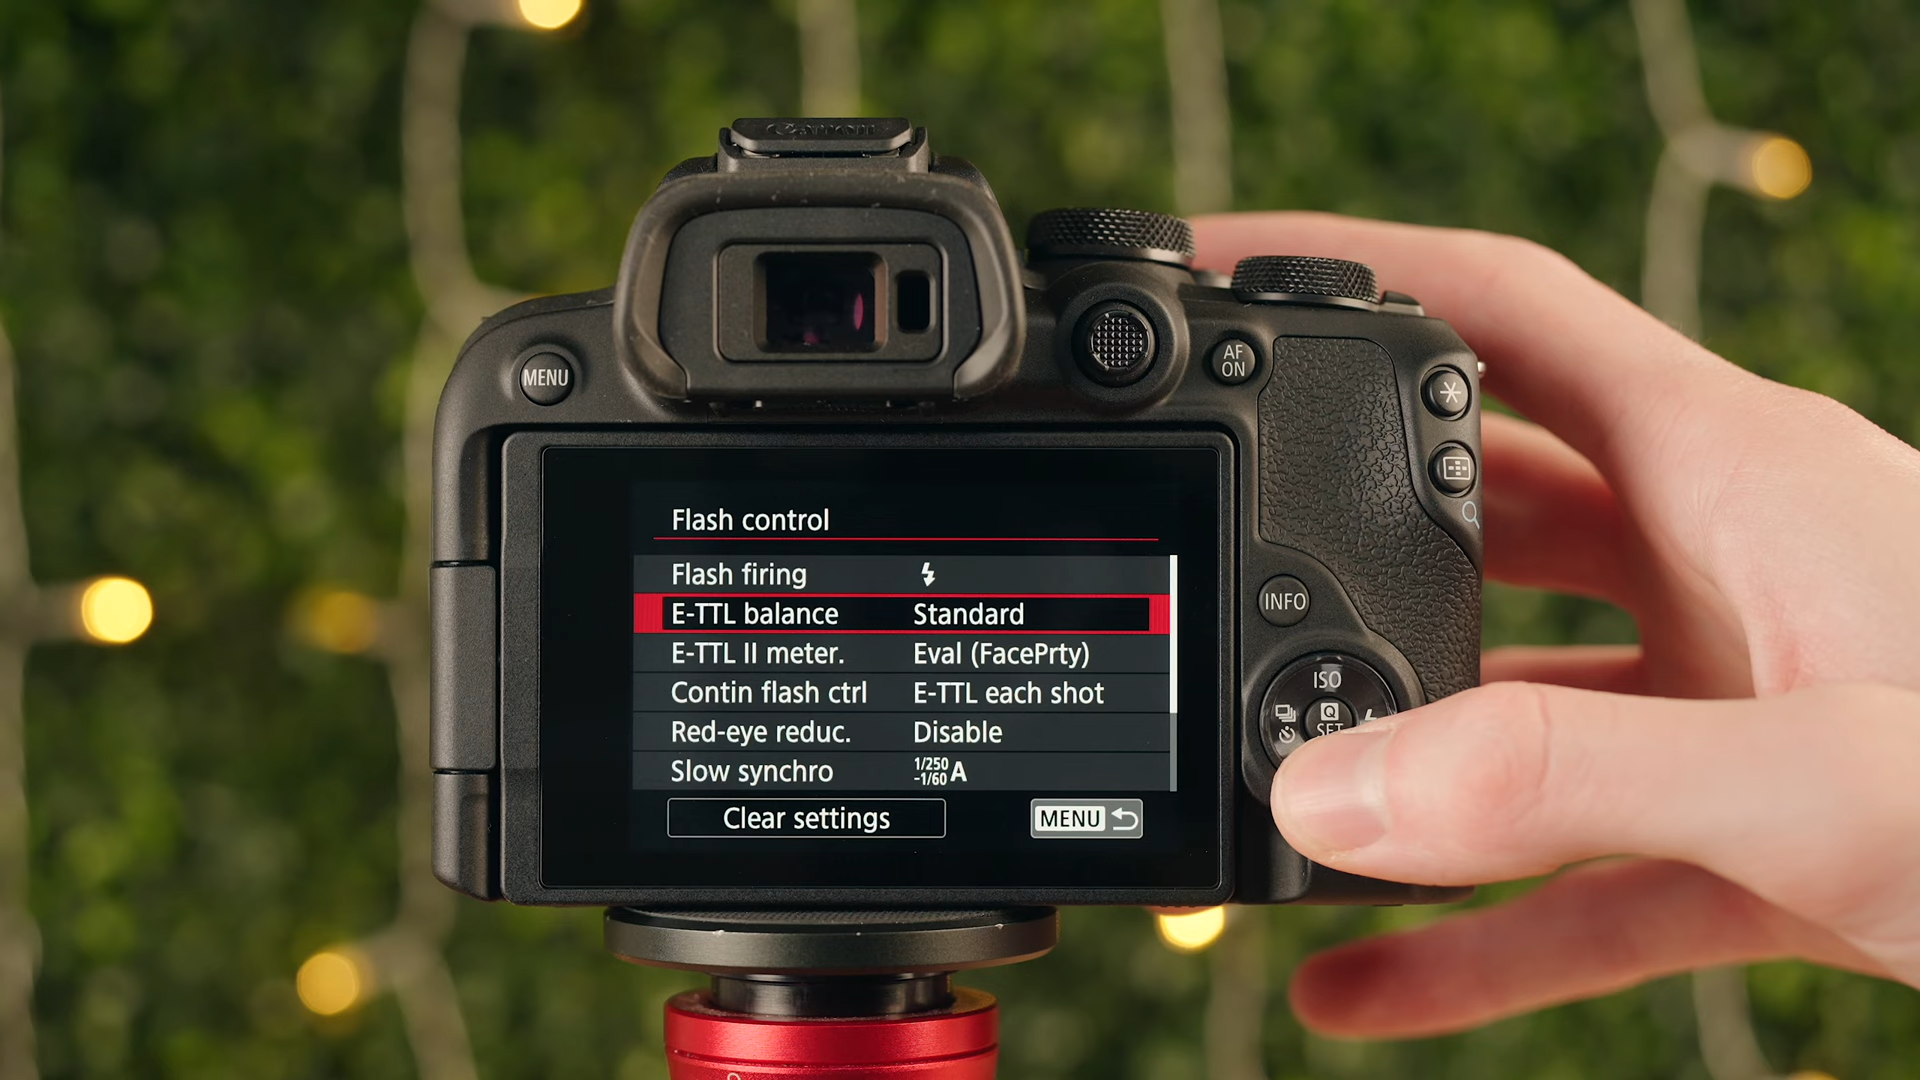 Canon
MENU
AF
ON
Flash control
Flash firing
E-TTL balance Standard
E-TTL II meter. Eval (FacePrty)
Contin flash ctrl E-TTL each shot
Red-eye reduc. Disable
Slow synchro 1/250-1/60 A
Clear settings MENU
INFO
ISO
Q
SET